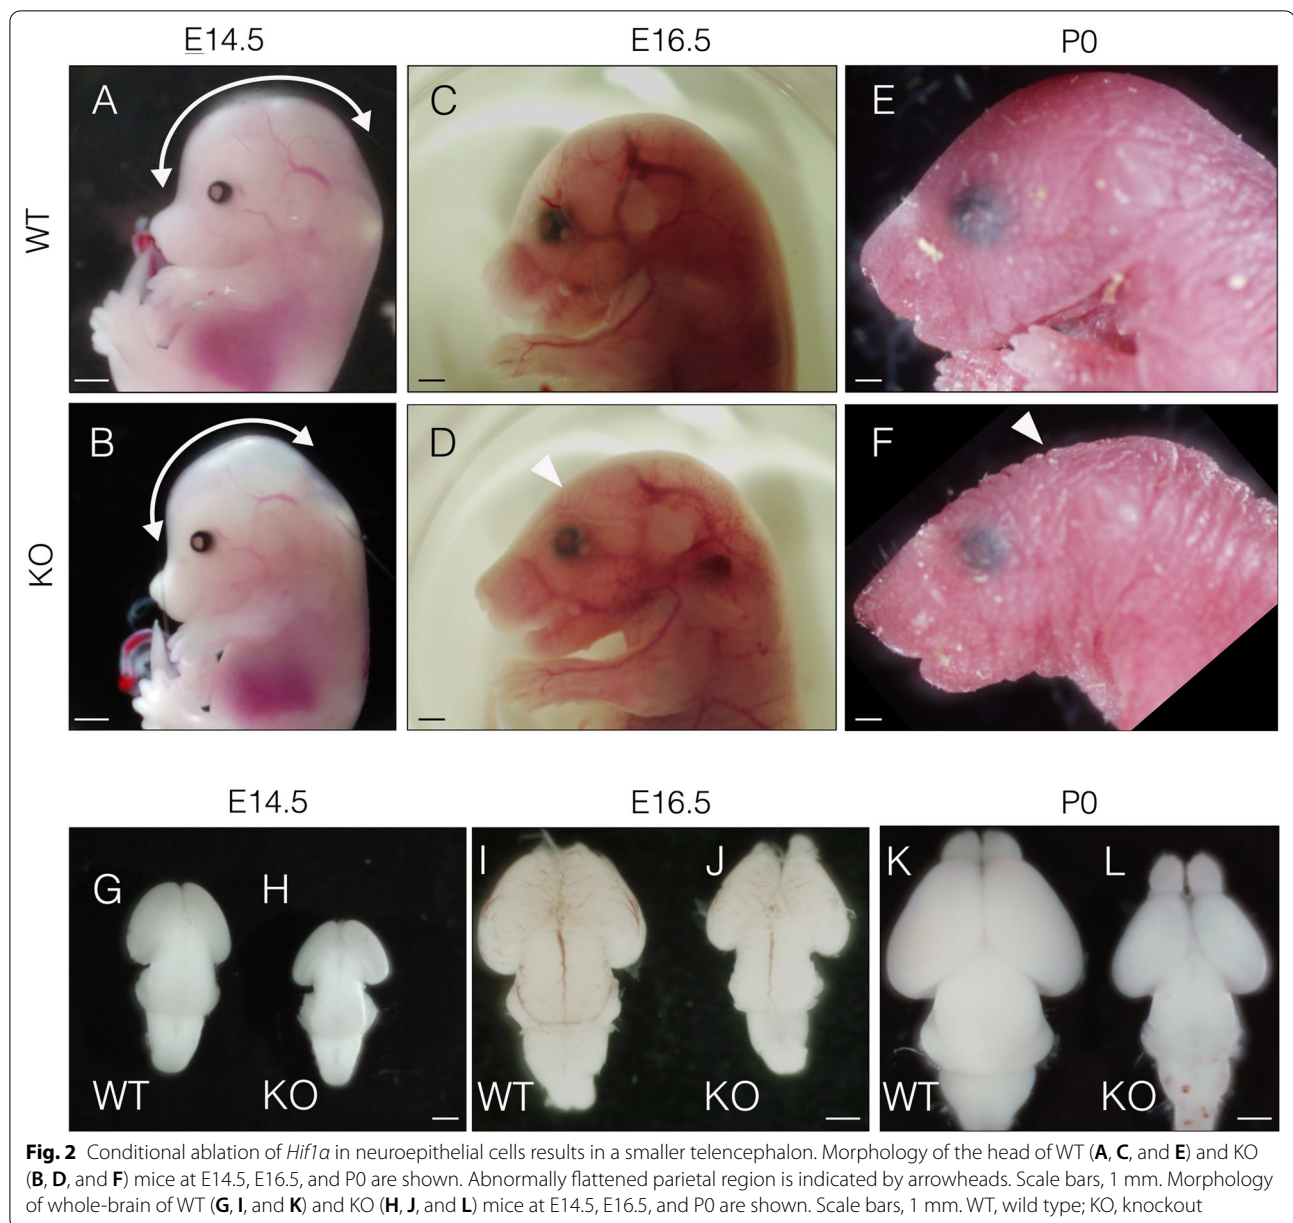 E14.5 E16.5 P0
A C E
WT
B D F
KO
E14.5 E16.5 P0
G H I J K L
WT KO WT KO WT KO
Fig. 2 Conditional ablation of Hif1α in neuroepithelial cells results in a smaller telencephalon. Morphology of the head of WT (A, C, and E) and KO
(B, D, and F) mice at E14.5, E16.5, and P0 are shown. Abnormally flattened parietal region is indicated by arrowheads. Scale bars, 1 mm. Morphology
of whole-brain of WT (G, I, and K) and KO (H, J, and L) mice at E14.5, E16.5, and P0 are shown. Scale bars, 1 mm. WT, wild type; KO, knockout